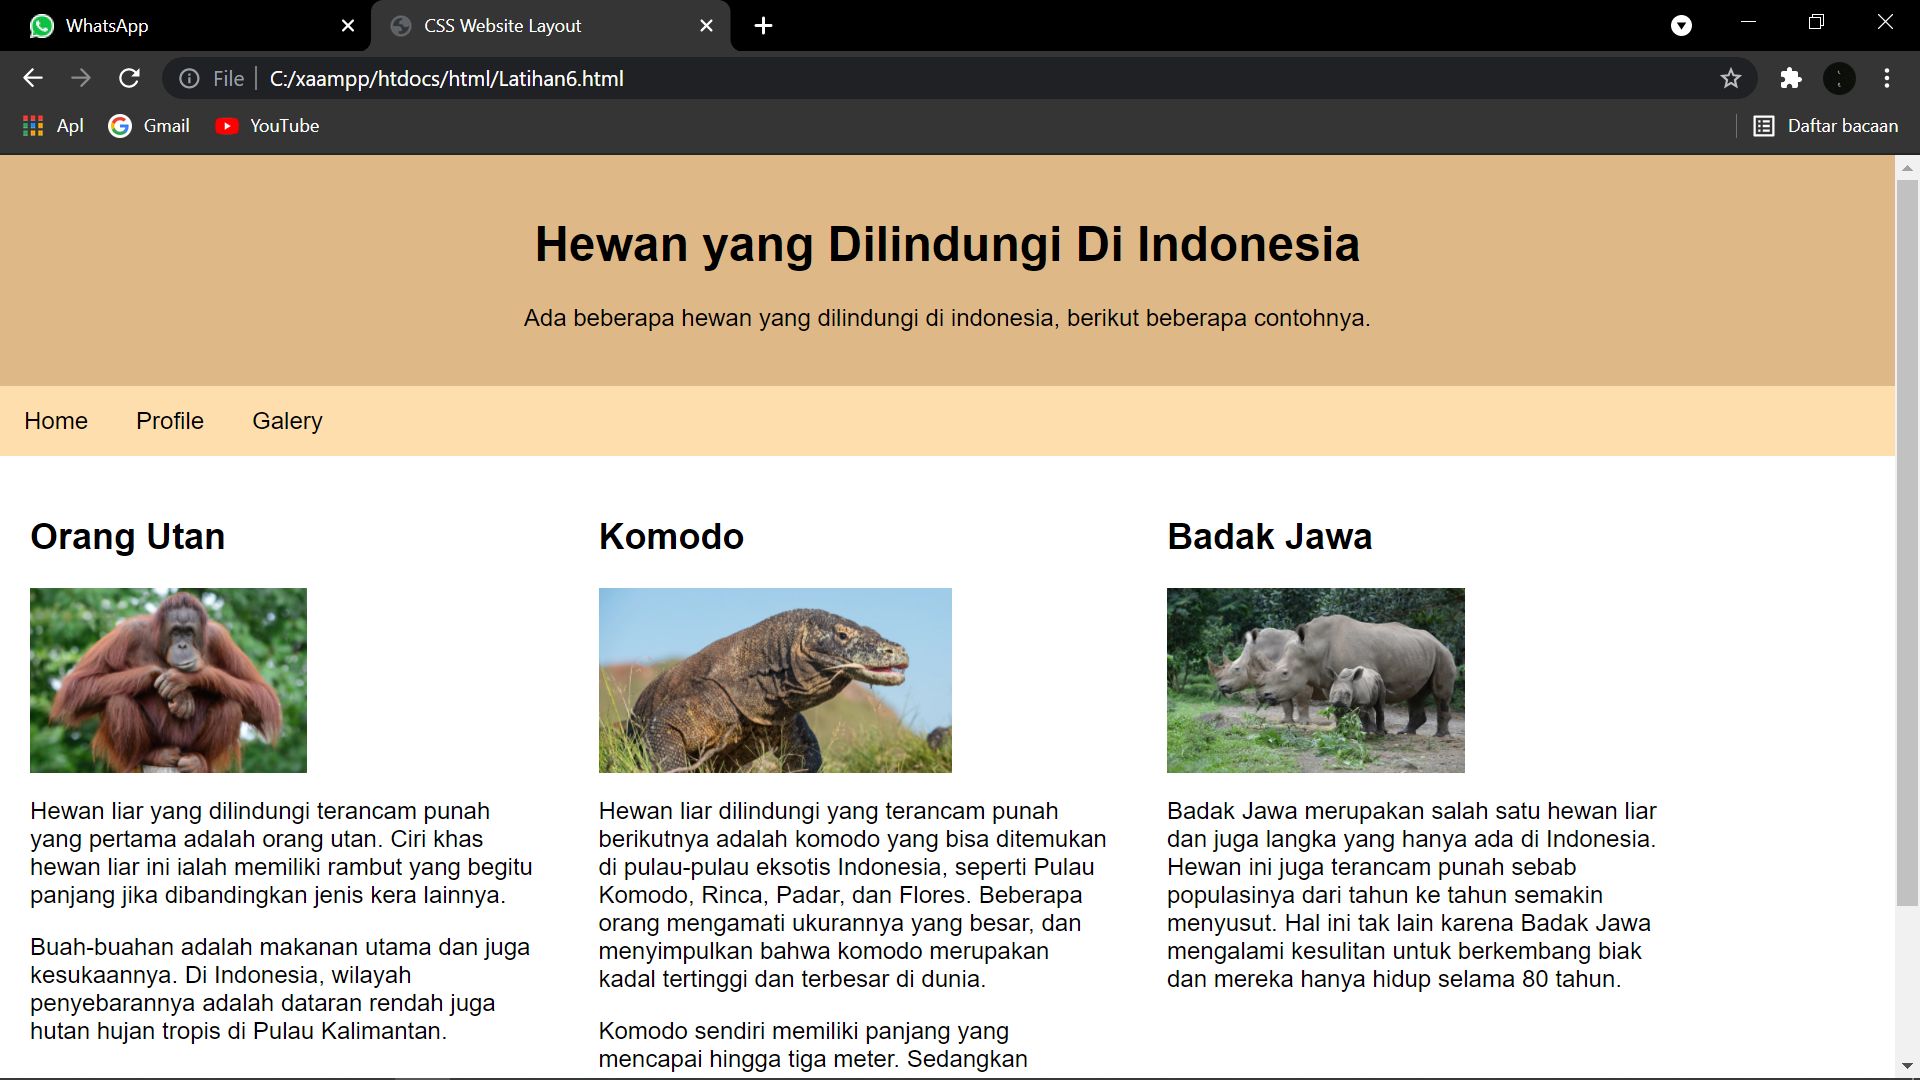 WhatsApp
CSS Website Layout
File
C:/xaampp/htdocs/html/Latihan6.html
Apl
Gmail
YouTube
Daftar bacaan
Hewan yang Dilindungi Di Indonesia
Ada beberapa hewan yang dilindungi di indonesia, berikut beberapa contohnya.
Home
Profile
Galery
Orang Utan
Hewan liar yang dilindungi terancam punah
yang pertama adalah orang utan. Ciri khas
hewan liar ini ialah memiliki rambut yang begitu
panjang jika dibandingkan jenis kera lainnya.
Buah-buahan adalah makanan utama dan juga
kesukaannya. Di Indonesia, wilayah
penyebarannya adalah dataran rendah juga
hutan hujan tropis di Pulau Kalimantan.
Komodo
Hewan liar dilindungi yang terancam punah
berikutnya adalah komodo yang bisa ditemukan
di pulau-pulau eksotis Indonesia, seperti Pulau
Komodo, Rinca, Padar, dan Flores. Beberapa
orang mengamati ukurannya yang besar, dan
menyimpulkan bahwa komodo merupakan
kadal tertinggi dan terbesar di dunia.
Komodo sendiri memiliki panjang yang
mencapai hingga tiga meter. Sedangkan
Badak Jawa
Badak Jawa merupakan salah satu hewan liar
dan juga langka yang hanya ada di Indonesia.
Hewan ini juga terancam punah sebab
populasinya dari tahun ke tahun semakin
menyusut. Hal ini tak lain karena Badak Jawa
mengalami kesulitan untuk berkembang biak
dan mereka hanya hidup selama 80 tahun.